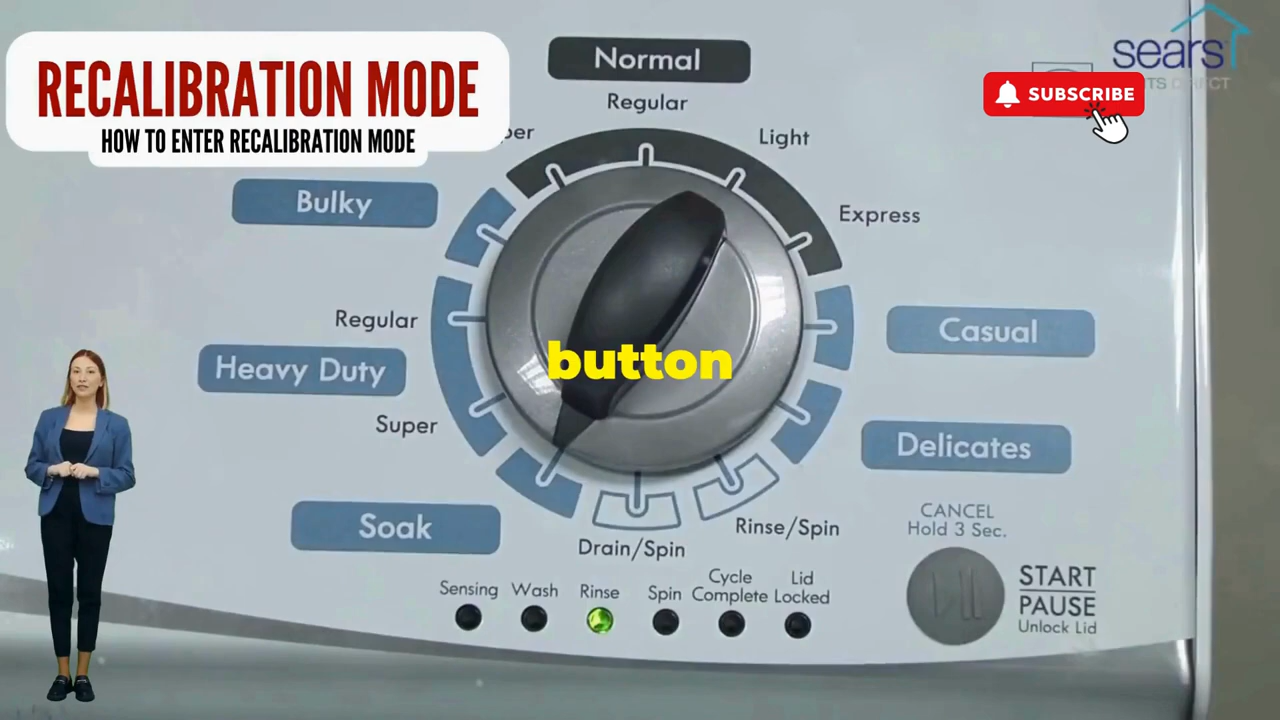 RECALIBRATION MODE
HOW TO ENTER RECALIBRATION MODE
Normal
Regular
Light
Express
Bulky
Regular
Heavy Duty
Super
Soak
Casual
Delicates
Rinse/Spin
Drain/Spin
button
Sensing
Wash
Rinse
Spin
Cycle
Complete
Lid
Locked
CANCEL
Hold 3 Sec.
START
PAUSE
Unlock Lid
sears
DIRECT
SUBSCRIBE